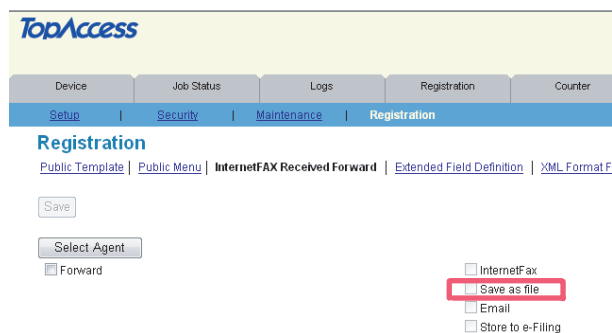 TopAccess
Device Job Status Logs Registration Counter
Setup | Security | Maintenance | Registration
Registration
Public Template | Public Menu | InternetFAX Received Forward | Extended Field Definition | XML Format F
Save
Select Agent
Forward InternetFax
Save as file
Email
Store to e-Filing